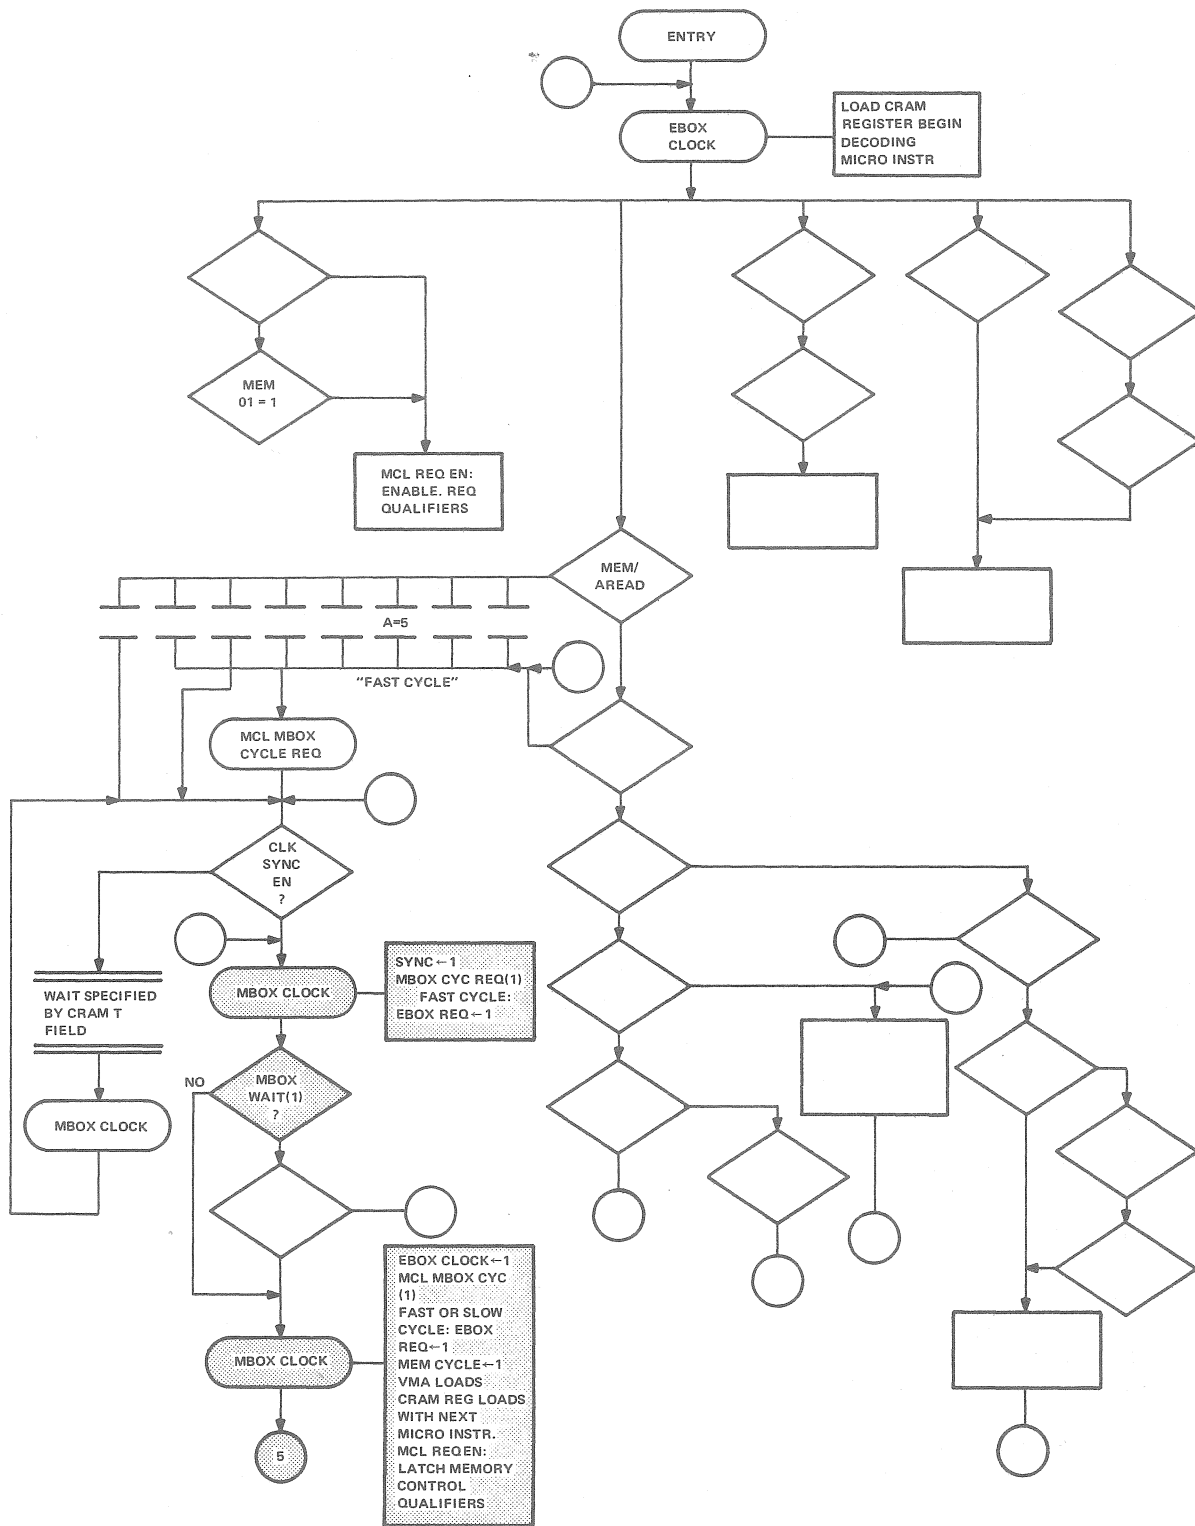 ENTRY
EBOX
CLOCK
LOAD CRAM
REGISTER BEGIN
DECODING
MICRO INSTR
MEM
01 = 1
MCL REQ EN:
ENABLE. REQ
QUALIFIERS
MEM/
AREAD
A=5
"FAST CYCLE"
MCL MBOX
CYCLE REQ
CLK
SYNC
EN
?
WAIT SPECIFIED
BY CRAM T
FIELD
MBOX CLOCK
MBOX CLOCK
SYNC←1
MBOX CYC REQ(1)
FAST CYCLE:
EBOX REQ←1
NO
MBOX
WAIT(1)
?
EBOX CLOCK←1
MCL MBOX CYC
(1)
FAST OR SLOW
CYCLE: EBOX
REQ←1
MEM CYCLE←1
VMA LOADS
CRAM REG LOADS
WITH NEXT
MICRO INSTR.
MCL REQEN:
LATCH MEMORY
CONTROL
QUALIFIERS
MBOX CLOCK
5